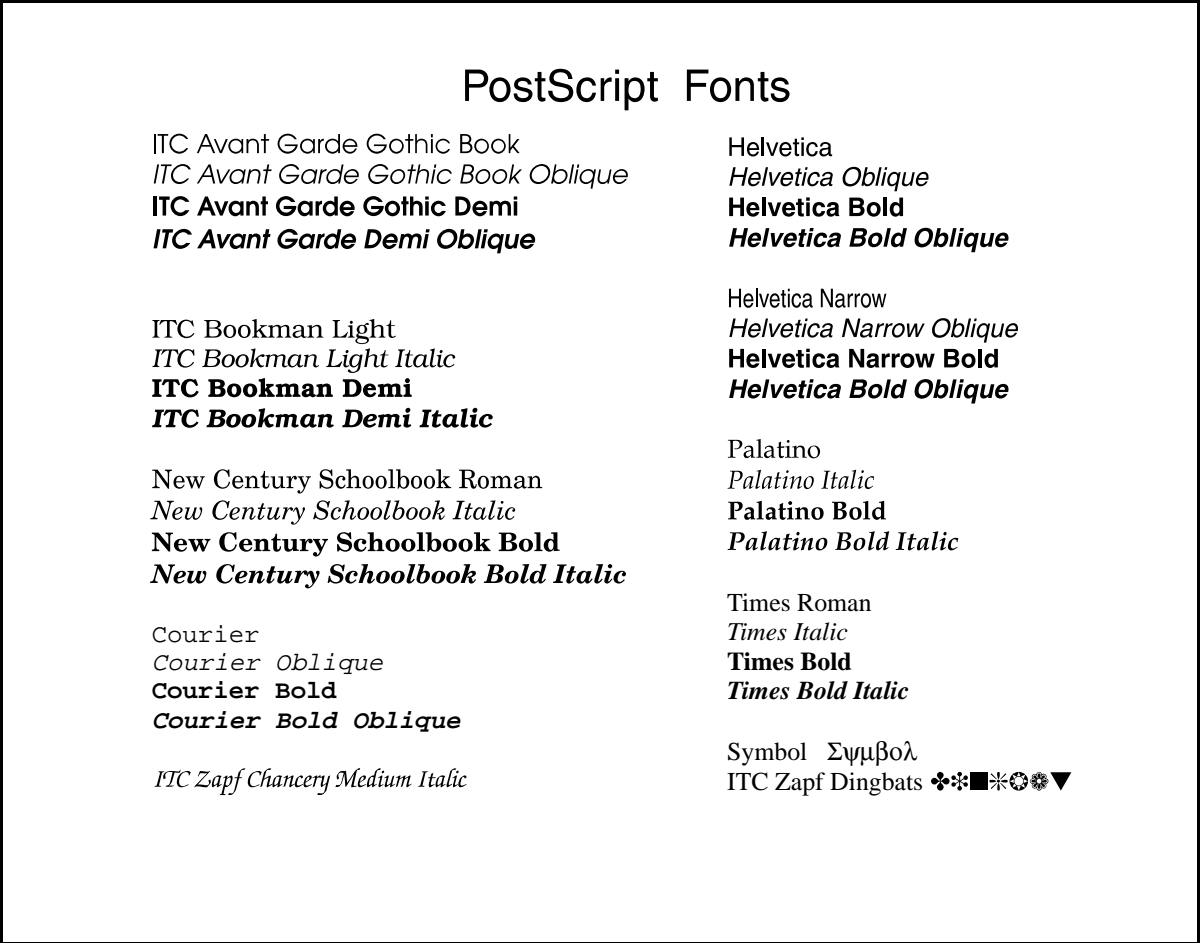 PostScript Fonts
ITC Avant Garde Gothic Book
ITC Avant Garde Gothic Book Oblique
ITC Avant Garde Gothic Demi
ITC Avant Garde Demi Oblique
ITC Bookman Light
ITC Bookman Light Italic
ITC Bookman Demi
ITC Bookman Demi Italic
New Century Schoolbook Roman
New Century Schoolbook Italic
New Century Schoolbook Bold
New Century Schoolbook Bold Italic
Courier
Courier Oblique
Courier Bold
Courier Bold Oblique
ITC Zapf Chancery Medium Italic
Helvetica
Helvetica Oblique
Helvetica Bold
Helvetica Bold Oblique
Helvetica Narrow
Helvetica Narrow Oblique
Helvetica Narrow Bold
Helvetica Bold Oblique
Palatino
Palatino Italic
Palatino Bold
Palatino Bold Italic
Times Roman
Times Italic
Times Bold
Times Bold Italic
Symbol Σψμβολ
ITC Zapf Dingbats ✤✣■❇❂❁▼